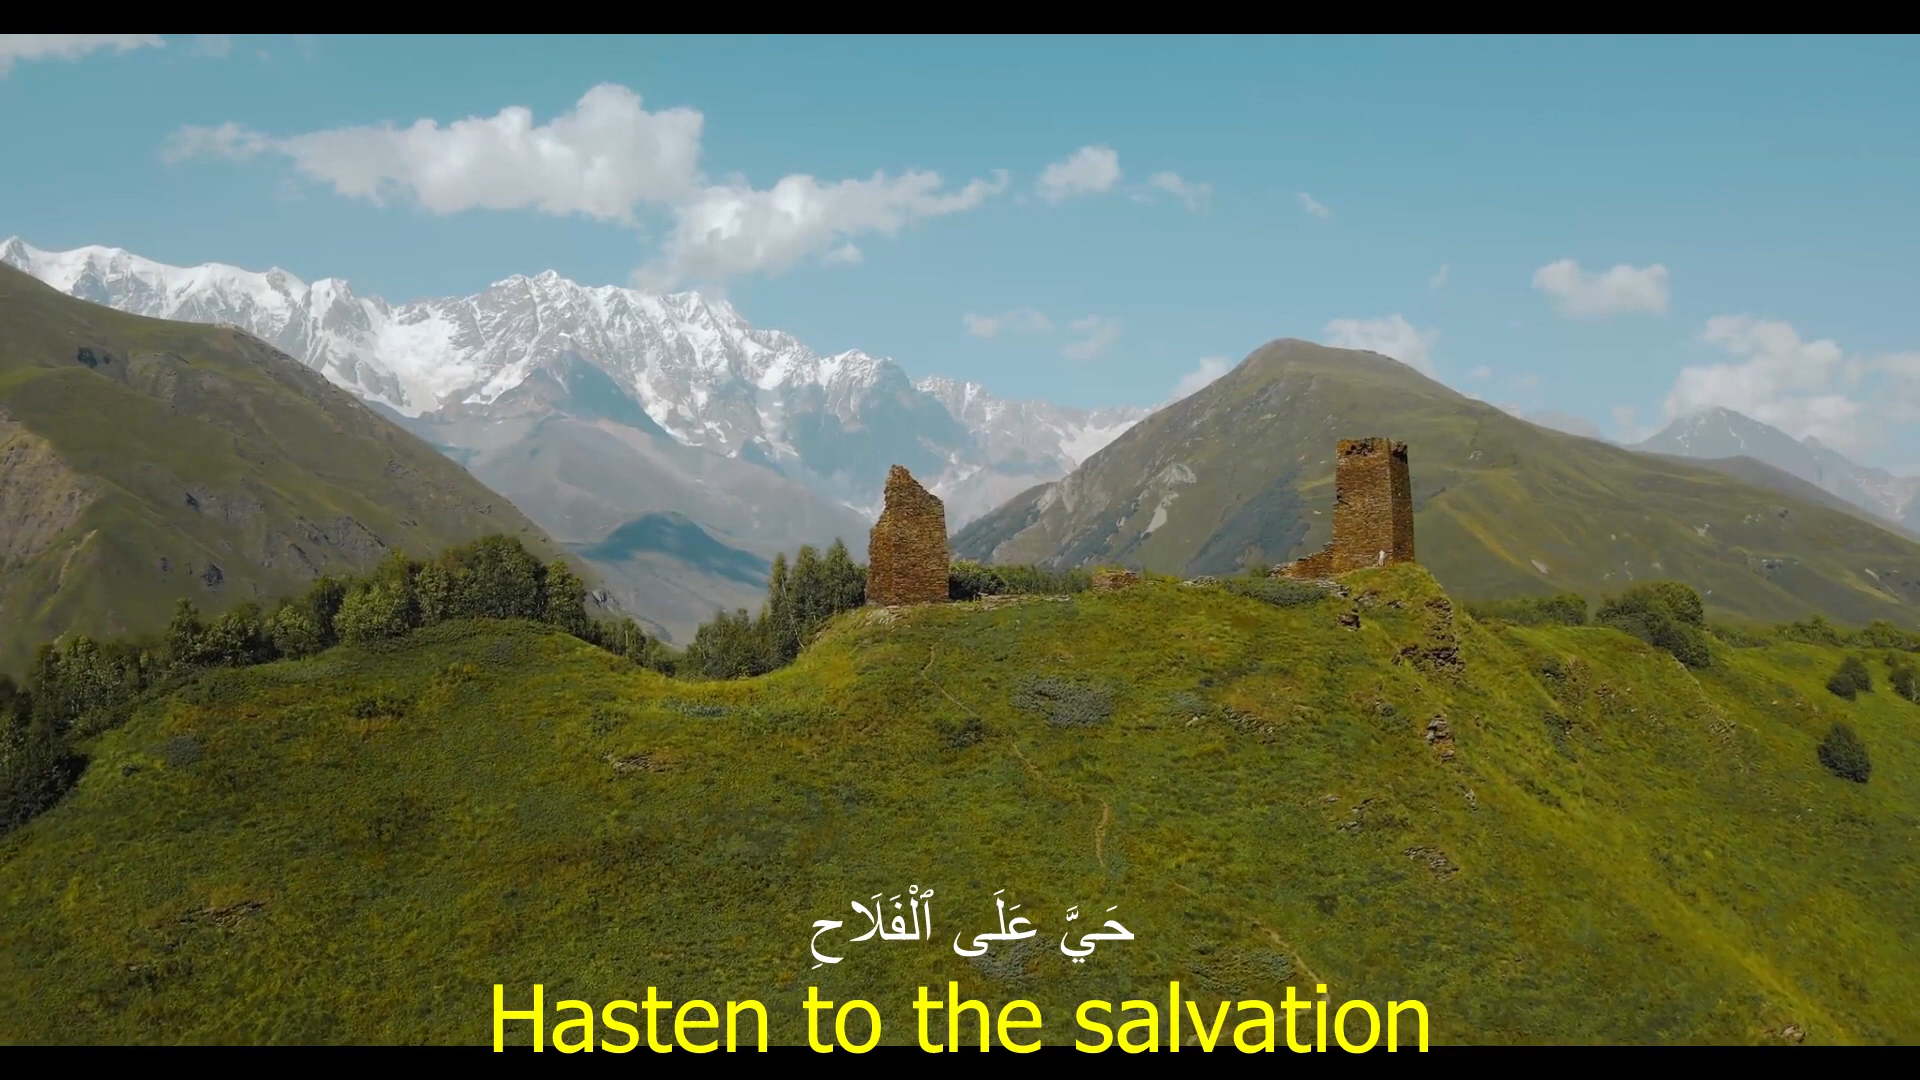 حَيَّ عَلَى ٱلْفَلَاحِ
Hasten to the salvation